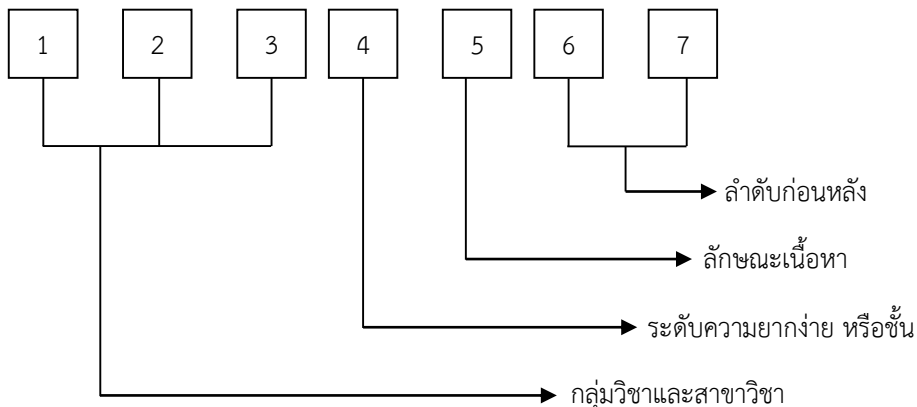 1 2 3 4 5 6 7
ลำดับก่อนหลัง
ลักษณะเนื้อหา
ระดับความยากง่าย หรือชั้น
กลุ่มวิชาและสาขาวิชา